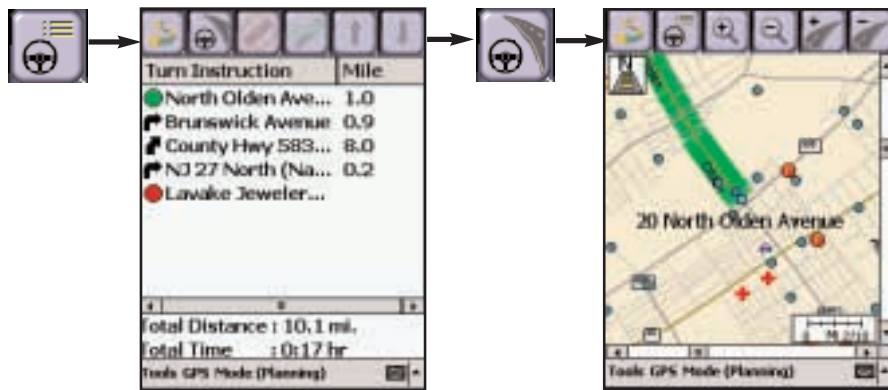 Turn Instruction Mile
North Olden Ave... 1.0
Brunswick Avenue 0.9
County Hwy 583... 8.0
NJ 27 North (Na... 0.2
Lavake Jeweler...
Total Distance : 10.1 mi.
Total Time : 0:17 hr
Tools GPS Mode (Planning)
N
20 North Olden Avenue
Tools GPS Mode (Planning)